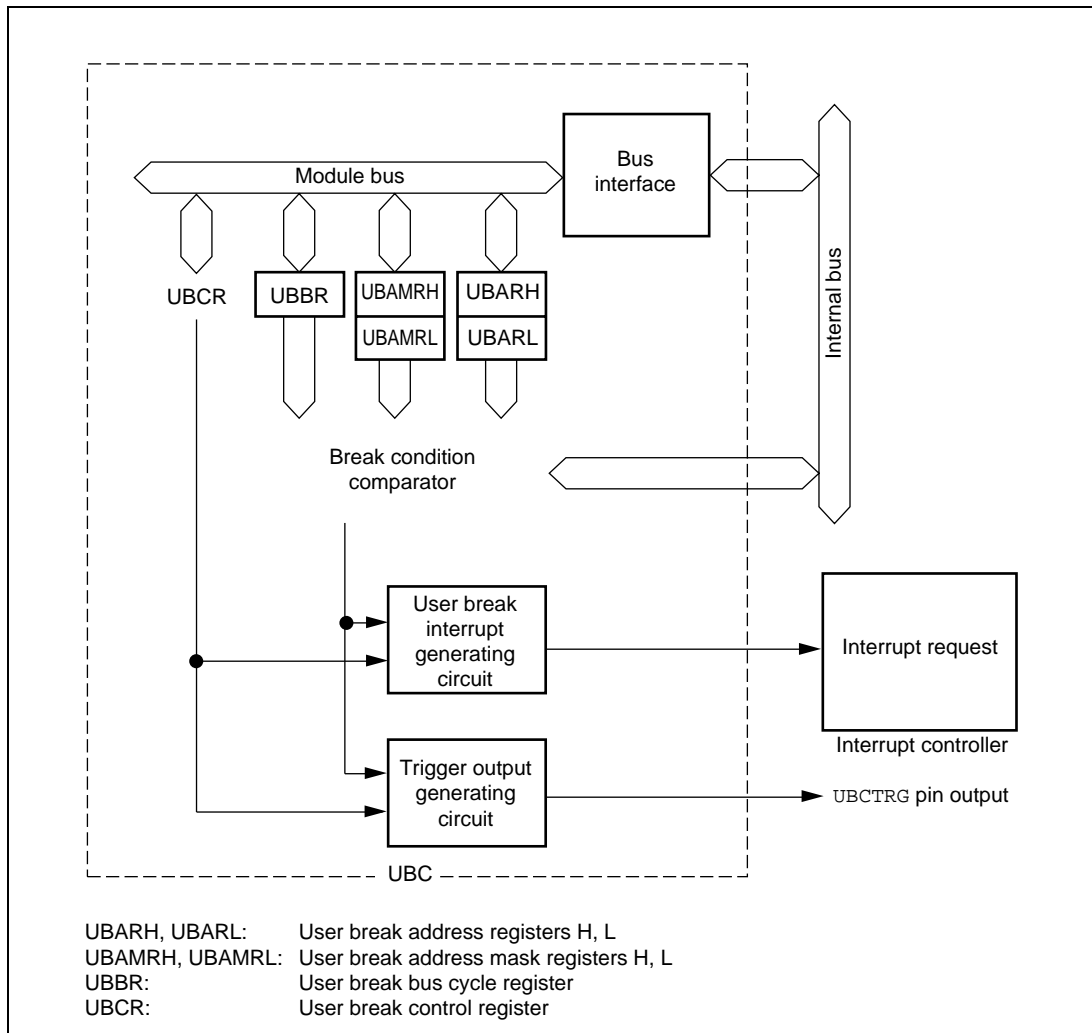 Bus
interface
Module bus
Internal bus
UBCR
UBBR
UBAMRH
UBARH
UBAMRL
UBARL
Break condition
comparator
User break
interrupt
generating
circuit
Interrupt request
Interrupt controller
Trigger output
generating
circuit
UBCTRG pin output
UBC
UBARH, UBARL: User break address registers H, L
UBAMRH, UBAMRL: User break address mask registers H, L
UBBR: User break bus cycle register
UBCR: User break control register